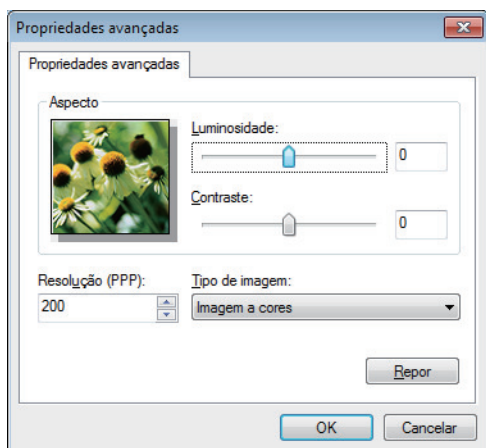 Propriedades avançadas
Propriedades avançadas
Aspecto
Luminosidade:
0
Contraste:
0
Resolução (PPP):
Tipo de imagem:
200
Imagem a cores
Repor
OK
Cancelar